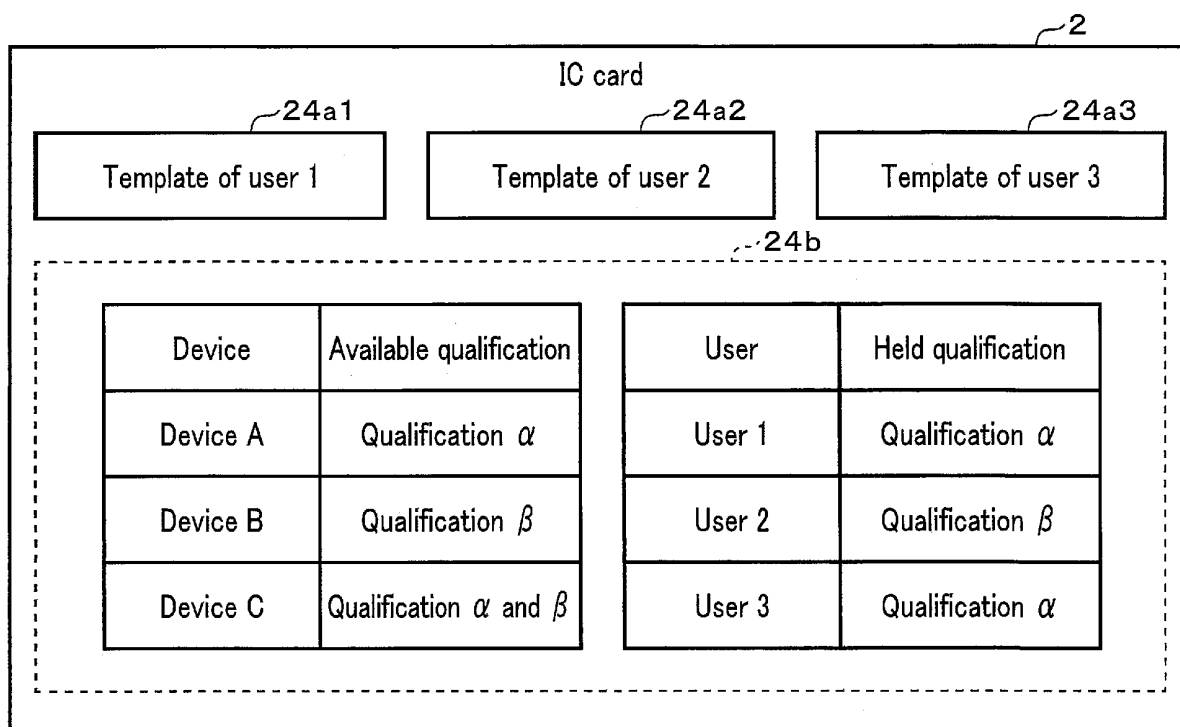 2
IC card
24a1
24a2
24a3
Template of user 1
Template of user 2
Template of user 3
24b
Device
Available qualification
Device A
Qualification α
Device B
Qualification β
Device C
Qualification α and β
User
Held qualification
User 1
Qualification α
User 2
Qualification β
User 3
Qualification α